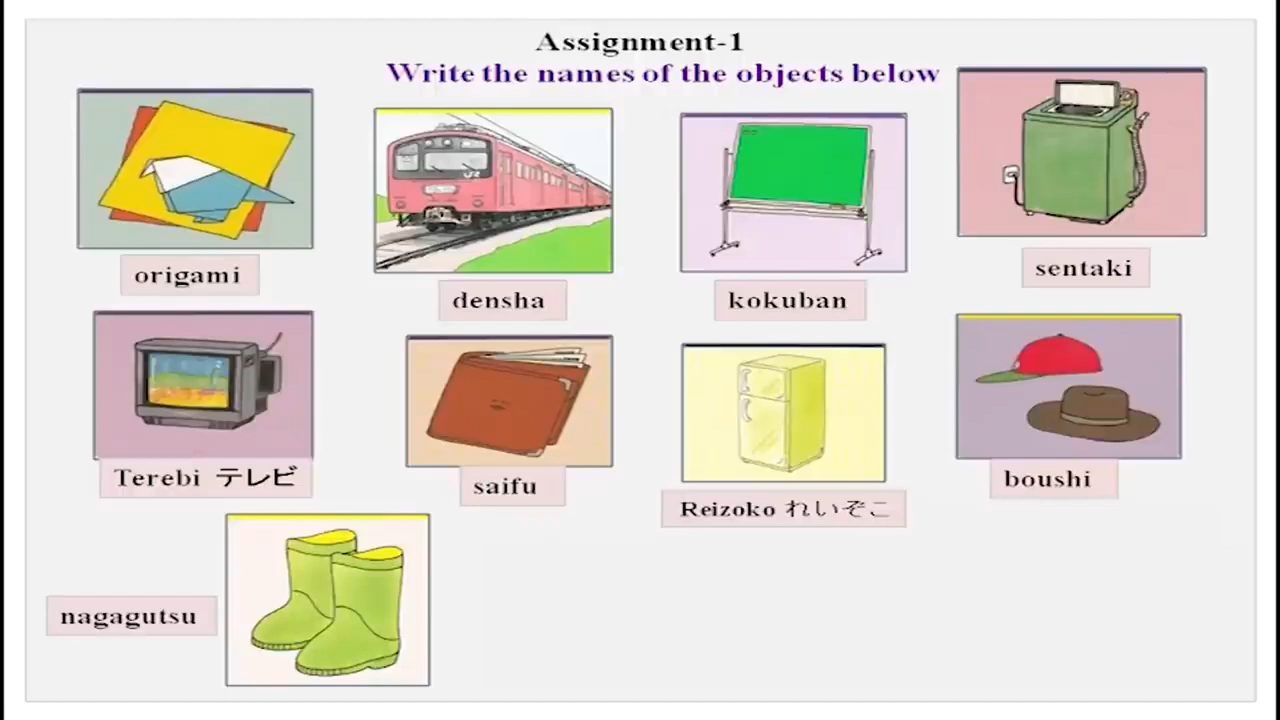 Assignment-1
Write the names of the objects below
origami
densha
kokuban
sentaki
Terebi テレビ
saifu
Reizoko れいぞこ
boushi
nagagutsu